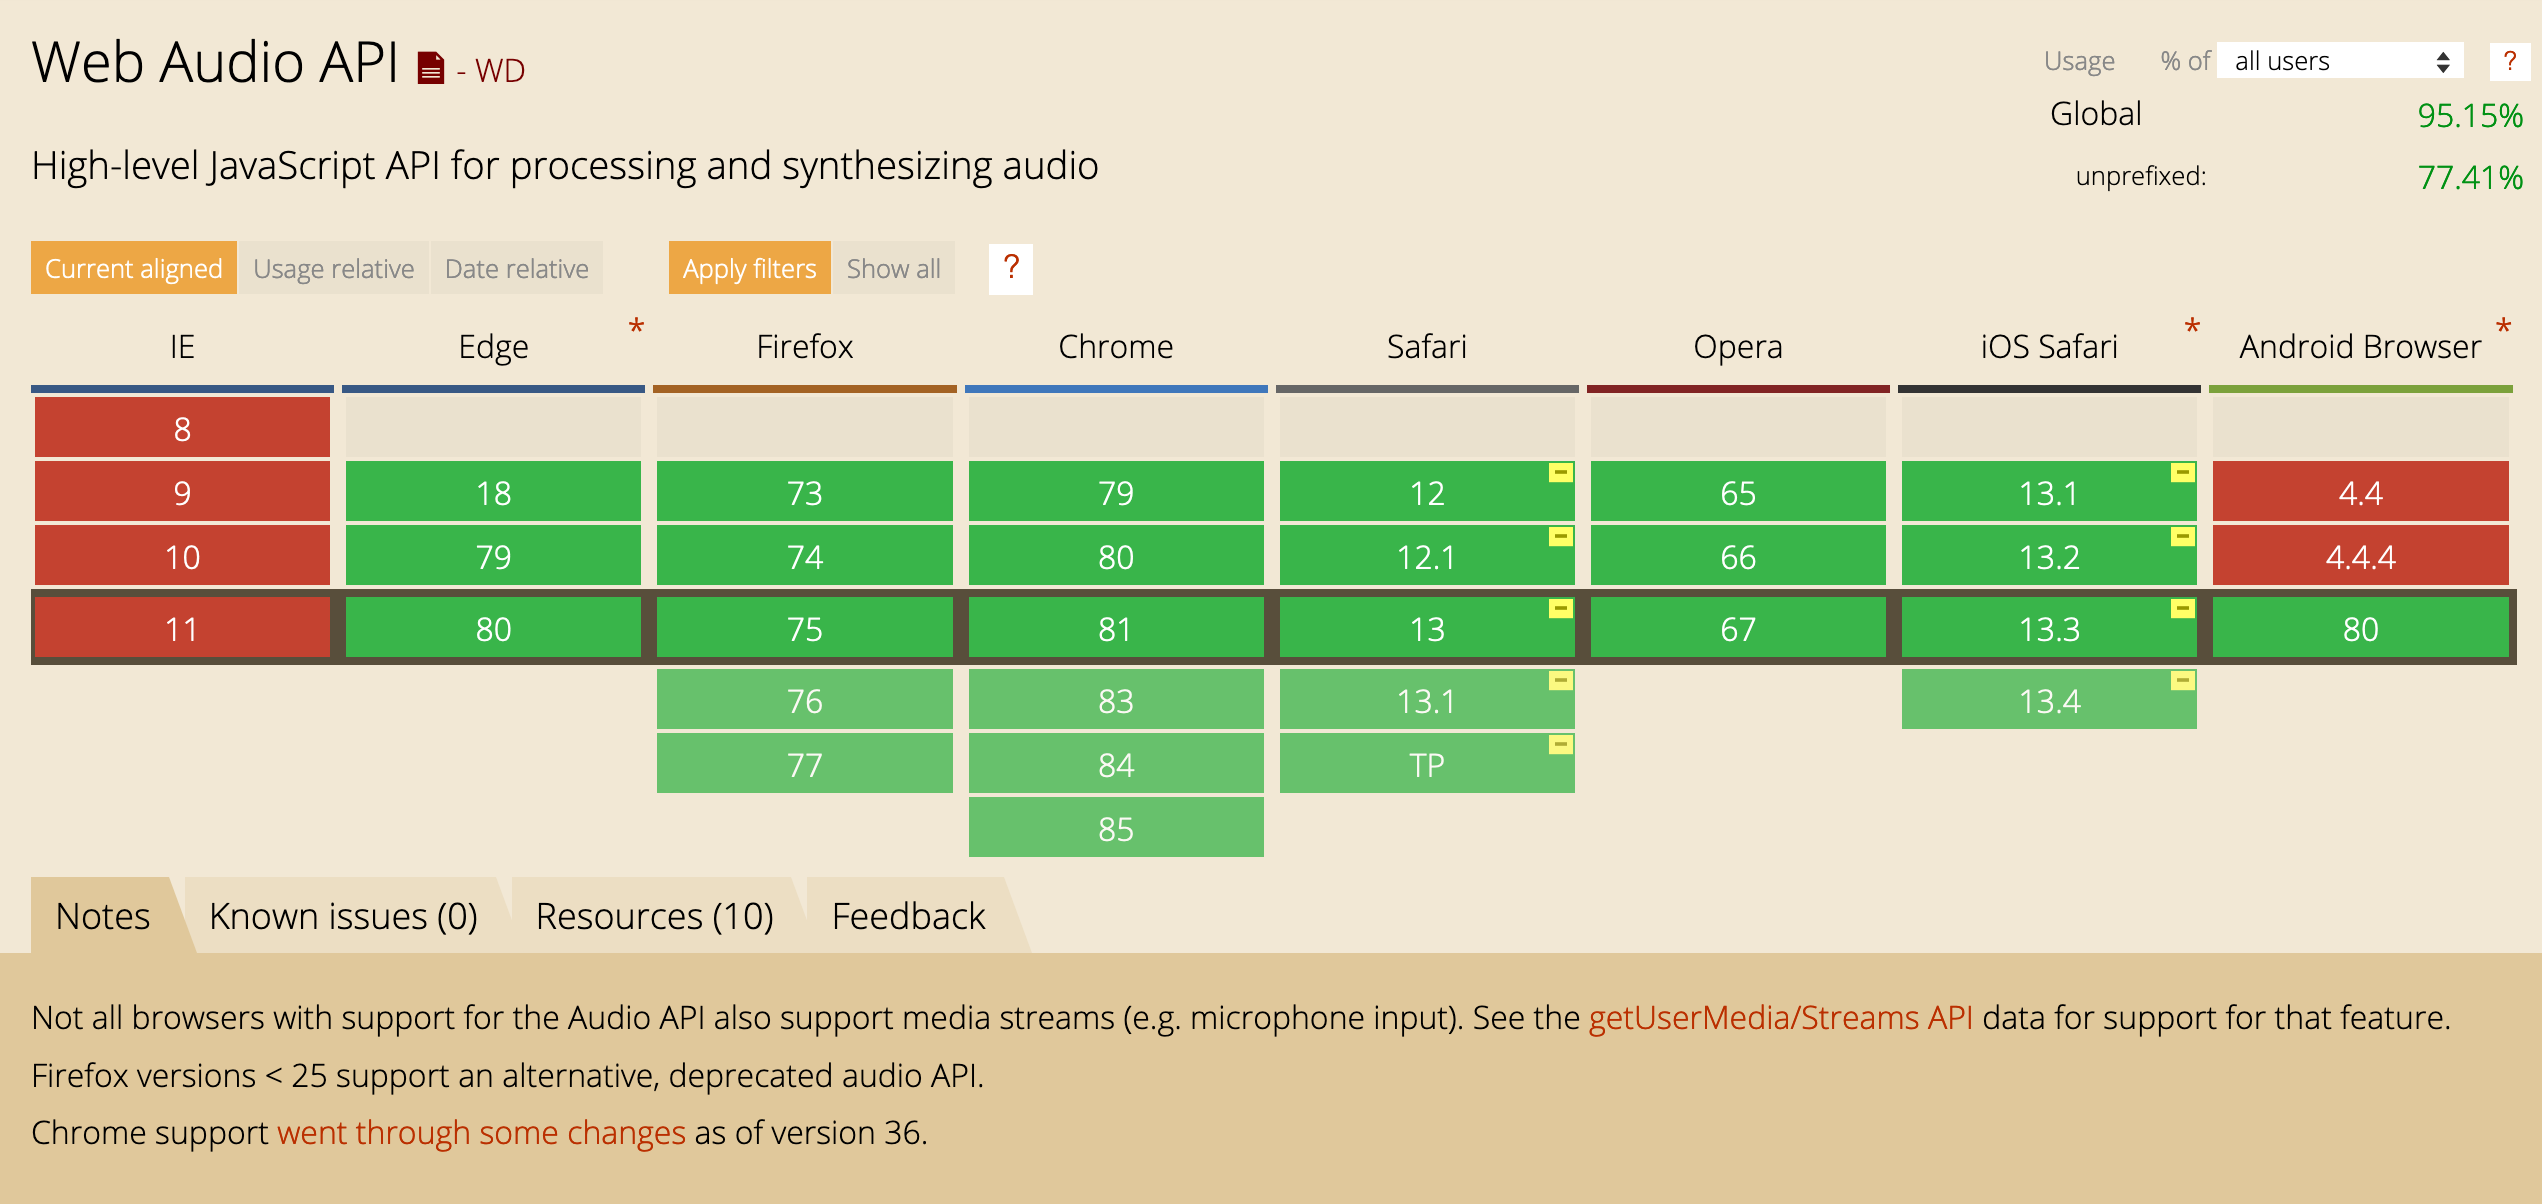 Web Audio API - WD
Usage % of all users ?
Global 95.15%
unprefixed: 77.41%
High-level JavaScript API for processing and synthesizing audio
Current aligned Usage relative Date relative Apply filters Show all ?
IE Edge * Firefox Chrome Safari Opera iOS Safari * Android Browser *
8
9 18 73 79 12 65 13.1 4.4
10 79 74 80 12.1 66 13.2 4.4.4
11 80 75 81 13 67 13.3 80
76 83 13.1 13.4
77 84 TP
85
Notes Known issues (0) Resources (10) Feedback
Not all browsers with support for the Audio API also support media streams (e.g. microphone input). See the getUserMedia/Streams API data for support for that feature.
Firefox versions < 25 support an alternative, deprecated audio API.
Chrome support went through some changes as of version 36.